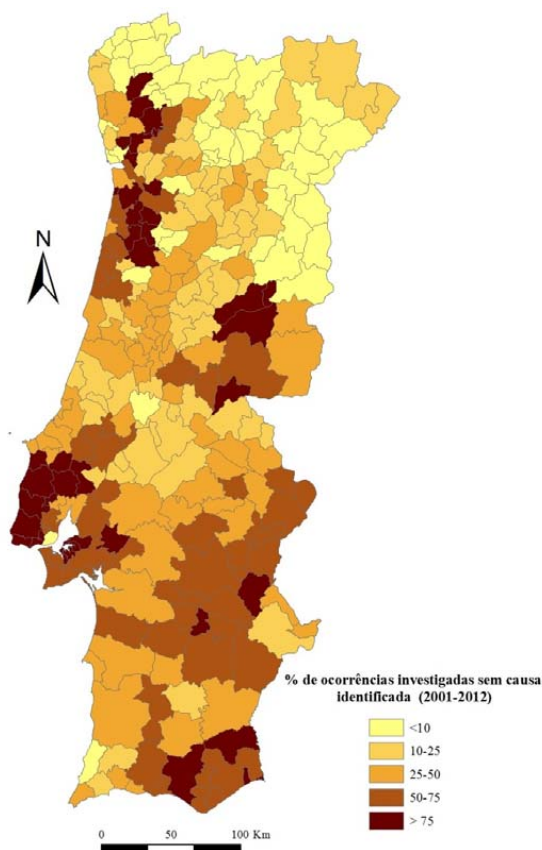 N
% de ocorrências investigadas sem causa
identificada (2001-2012)
<10
10-25
25-50
50-75
> 75
0 50 100 Km